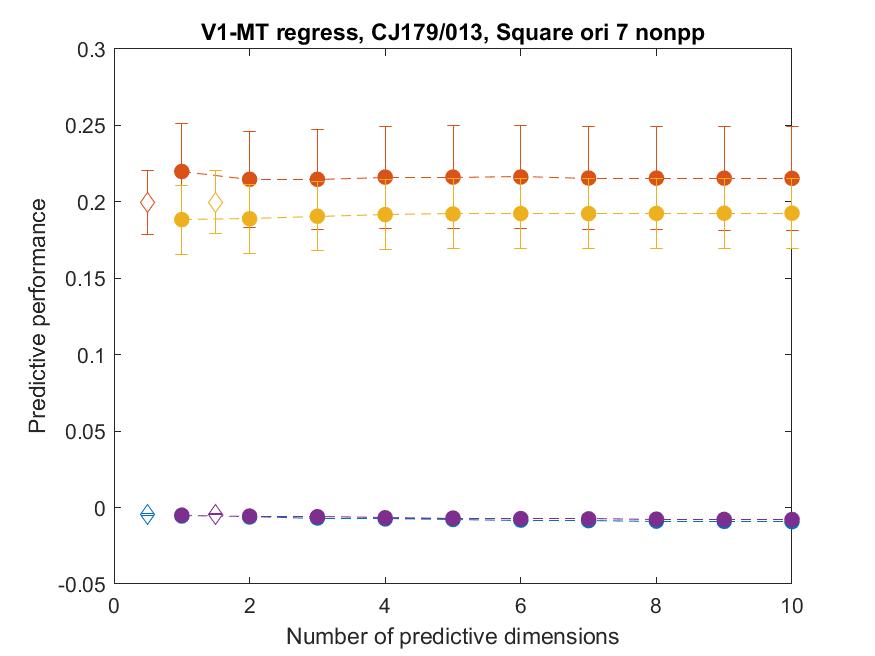 V1-MT regress, CJ179/013, Square ori 7 nonpp
0.3
0.25
0.2
0.15
0.1
0.05
0
-0.05
Predictive performance
0 2 4 6 8 10
Number of predictive dimensions